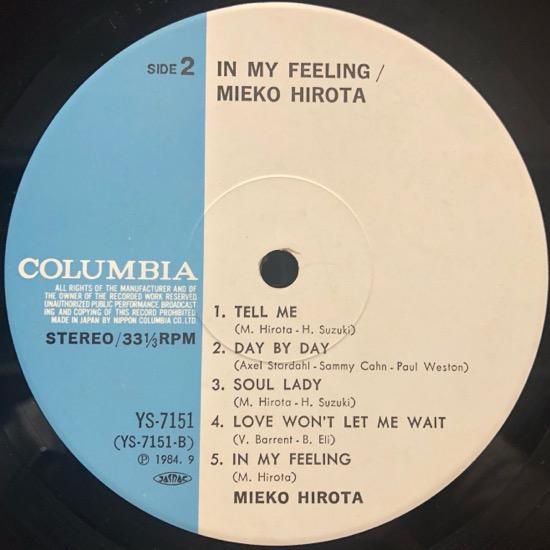 SIDE 2
IN MY FEELING /
MIEKO HIROTA
COLUMBIA
ALL RIGHTS OF THE MANUFACTURER AND OF
THE OWNER OF THE RECORDED WORK RESERVED
UNAUTHORIZED PUBLIC PERFORMANCE, BROADCAST
ING AND COPYING OF THIS RECORD PROHIBITED
MADE IN JAPAN BY NIPPON COLUMBIA CO. LTD.
STEREO/33⅓RPM
YS-7151
(YS-7151-B)
Ⓟ 1984. 9
JASRAC
1. TELL ME
(M. Hirota - H. Suzuki)
2. DAY BY DAY
(Axel Stardahl - Sammy Cahn - Paul Weston)
3. SOUL LADY
(M. Hirota - H. Suzuki)
4. LOVE WON'T LET ME WAIT
(V. Barrent - B. Eli)
5. IN MY FEELING
(M. Hirota)
MIEKO HIROTA